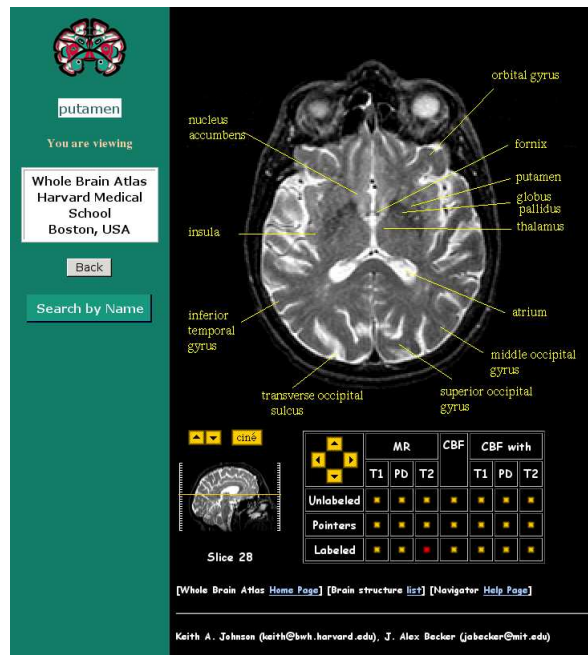 putamen
You are viewing
Whole Brain Atlas
Harvard Medical
School
Boston, USA
Back
Search by Name
orbital gyrus
nucleus
accumbens
fornix
putamen
globus
pallidus
thalamus
insula
atrium
inferior
temporal
gyrus
middle occipital
gyrus
transverse occipital
sulcus
superior occipital
gyrus
ciné
MR CBF CBF with
T1 PD T2 T1 PD T2
Unlabeled
Pointers
Labeled
Slice 28
[Whole Brain Atlas Home Page] [Brain structure list] [Navigator Help Page]
Keith A. Johnson (keith@bwh.harvard.edu), J. Alex Becker (jabecker@mit.edu)